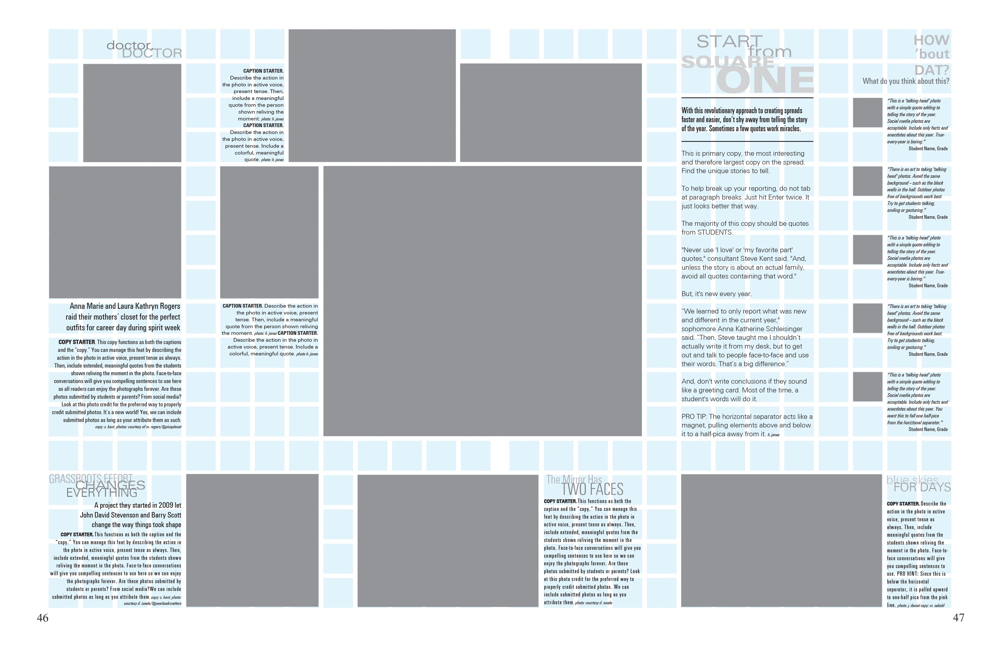 doctor,
DOCTOR
CAPTION STARTER.
Describe the action in
the photo in active voice,
present tense. Then,
include a meaningful
quote from the person
shown reliving the
moment. photo: h. jones
CAPTION STARTER.
Describe the action in
the photo in active voice,
present tense. Include a
colorful, meaningful
quote. photo: h. jones
Anna Marie and Laura Kathryn Rogers
raid their mothers’ closet for the perfect
outfits for career day during spirit week
COPY STARTER. This copy functions as both the captions
and the “copy.” You can manage this feat by describing the
action in the photo in active voice, present tense as always.
Then, include extended, meaningful quotes from the students
shown reliving the moment in the photo. Face-to-face
conversations will give you compelling sentences to use here
so all readers can enjoy the photographs forever. Are these
photos submitted by students or parents? From social media?
Look at this photo credit for the preferred way to properly
credit submitted photos. It’s a new world! Yes, we can include
submitted photos as long as your attribute them as such.
copy: s. kent, photos: courtesy of m. rogers/@picaplanet
CAPTION STARTER. Describe the action in
the photo in active voice, present
tense. Then, include a meaningful
quote from the person shown reliving
the moment. photo: h. jones CAPTION STARTER.
Describe the action in the photo in
active voice, present tense. Include a
colorful, meaningful quote. photo h. jones
GRASSROOTS EFFORT
CHANGES
EVERYTHING
A project they started in 2009 let
John David Stevenson and Barry Scott
change the way things took shape
COPY STARTER. This functions as both the caption and the
“copy.” You can manage this feat by describing the action in
the photo in active voice, present tense as always. Then,
include extended, meaningful quotes from the students shown
reliving the moment in the photo. Face-to-face conversations
will give you compelling sentences to use here so we can enjoy
the photographs forever. Are these photos submitted by
students or parents? From social media?We can include
submitted photos as long as you attribute them. copy: s. kent, photo:
courtesy d. swale/@yearbookmatters
46
The Mirror Has
TWO FACES
COPY STARTER. This functions as both the
caption and the “copy.” You can manage this
feat by describing the action in the photo in
active voice, present tense as always. Then,
include extended, meaningful quotes from the
students shown reliving the moment in the
photo. Face-to-face conversations will give you
compelling sentences to use here so we can
enjoy the photographs forever. Are these
photos submitted by students or parents? Look
at this photo credit for the preferred way to
properly credit submitted photos. We can
include submitted photos as long as you
attribute them. photo: courtesy d. swale
START
from
SQUARE
ONE
With this revolutionary approach to creating spreads
faster and easier, don’t shy away from telling the story
of the year. Sometimes a few quotes work miracles.
This is primary copy, the most interesting
and therefore largest copy on the spread.
Find the unique stories to tell.
To help break up your reporting, do not tab
at paragraph breaks. Just hit Enter twice. It
just looks better that way.
The majority of this copy should be quotes
from STUDENTS.
"Never use 'I love' or 'my favorite part'
quotes," consultant Steve Kent said. "And,
unless the story is about an actual family,
avoid all quotes containing that word."
But, it's new every year.
“We learned to only report what was new
and different in the current year,"
sophomore Anna Katherine Schleisinger
said. “Then, Steve taught me I shouldn’t
actually write it from my desk, but to get
out and talk to people face-to-face and use
their words. That’s a big difference.”
And, don't write conclusions if they sound
like a greeting card. Most of the time, a
student's words will do it.
PRO TIP: The horizontal separator acts like a
magnet, pulling elements above and below
it to a half-pica away from it. h. jones
HOW
’bout
DAT?
What do you think about this?
“This is a ‘talking head’ photo
with a simple quote adding to
telling the story of the year.
Social media photos are
acceptable. Include only facts and
anecdotes about this year. True-
every-year is boring.”
Student Name, Grade
“There is an art to taking ‘talking
head’ photos. Avoid the same
background – such as the block
walls in the hall. Outdoor photos
free of backgrounds work best.
Try to get students talking,
smiling or gesturing.”
Student Name, Grade
“This is a ‘talking head’ photo
with a simple quote adding to
telling the story of the year.
Social media photos are
acceptable. Include only facts and
anecdotes about this year. True-
every-year is boring.”
Student Name, Grade
“There is an art to taking ‘talking
head’ photos. Avoid the same
background – such as the block
walls in the hall. Outdoor photos
free of backgrounds work best.
Try to get students talking,
smiling or gesturing.”
Student Name, Grade
“This is a ‘talking head’ photo
with a simple quote adding to
telling the story of the year.
Social media photos are
acceptable. Include only facts and
anecdotes about this year. You
want this to fall one half-pica
from the horiztonal separator.”
Student Name, Grade
blue skies
FOR DAYS
COPY STARTER. Describe the
action in the photo in active
voice, present tense as
always. Then, include
meaningful quotes from the
students shown reliving the
moment in the photo. Face-to-
face conversations will give
you compelling sentences to
use. PRO HINT: Since this is
below the horizontal
separator, it is pulled upward
to one-half pica from the pink
line. photo: j. daniel copy: m. sebold
47